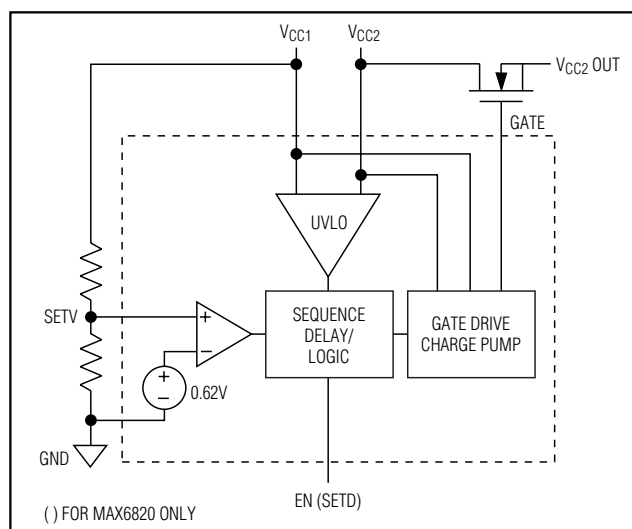 VCC1
VCC2
VCC2 OUT
GATE
UVLO
SETV
+
−
SEQUENCE
DELAY/
LOGIC
GATE DRIVE
CHARGE PUMP
+
−
0.62V
GND
EN (SETD)
( ) FOR MAX6820 ONLY